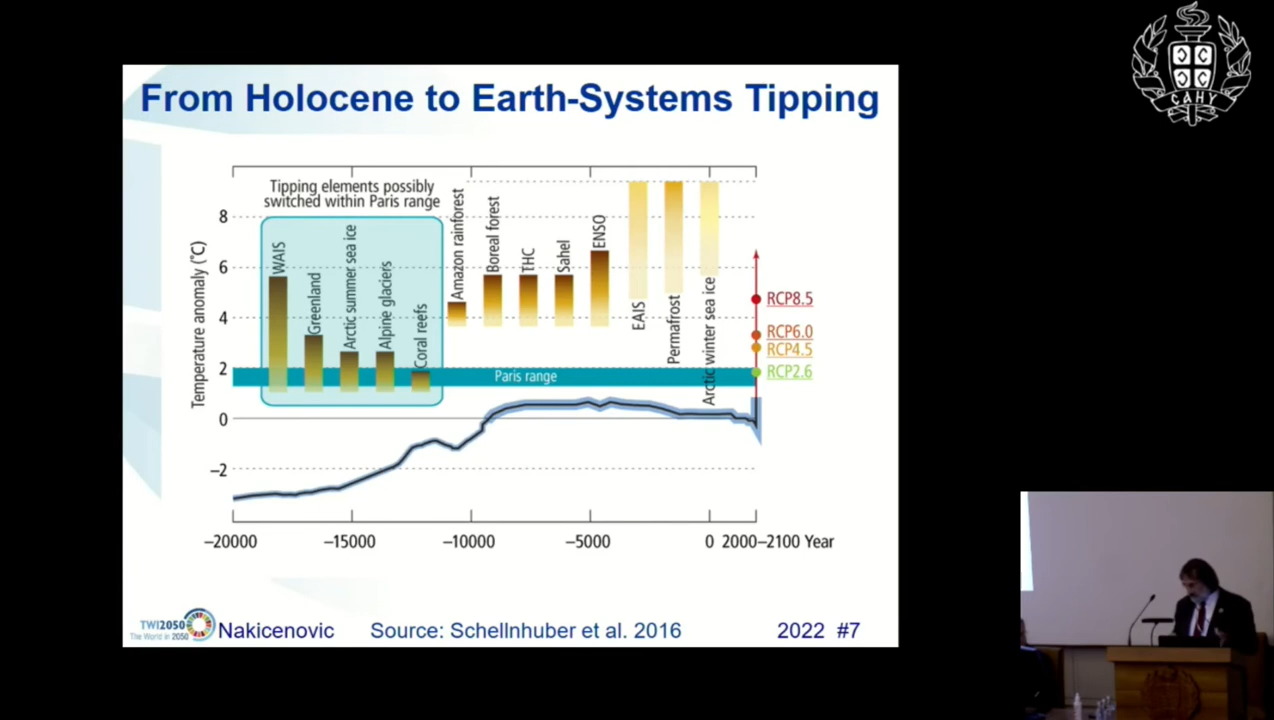 From Holocene to Earth-Systems Tipping
Tipping elements possibly
switched within Paris range
Temperature anomaly (°C)
8
6
4
2
0
−2
WAIS
Greenland
Arctic summer sea ice
Alpine glaciers
Coral reefs
Amazon rainforest
Boreal forest
THC
Sahel
ENSO
EAIS
Permafrost
Arctic winter sea ice
Paris range
RCP8.5
RCP6.0
RCP4.5
RCP2.6
−20000 −15000 −10000 −5000 0 2000−2100 Year
TWI2050
The World in 2050
Nakicenovic Source: Schellnhuber et al. 2016 2022 #7
САНУ